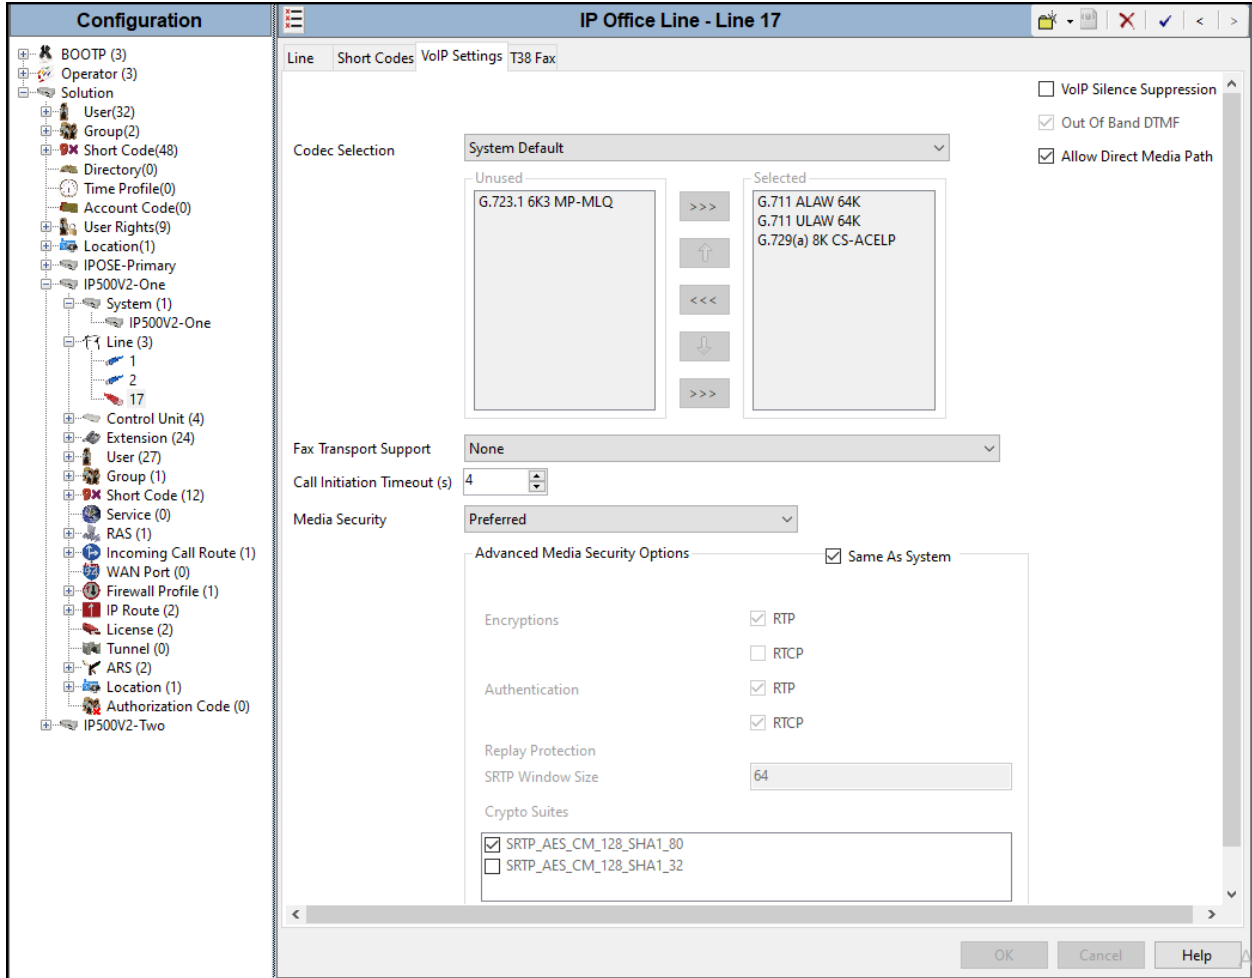 Configuration
BOOTP (3)
Operator (3)
Solution
User(32)
Group(2)
Short Code(48)
Directory(0)
Time Profile(0)
Account Code(0)
User Rights(9)
Location(1)
IPOSE-Primary
IP500V2-One
System (1)
IP500V2-One
Line (3)
1
2
17
Control Unit (4)
Extension (24)
User (27)
Group (1)
Short Code (12)
Service (0)
RAS (1)
Incoming Call Route (1)
WAN Port (0)
Firewall Profile (1)
IP Route (2)
License (2)
Tunnel (0)
ARS (2)
Location (1)
Authorization Code (0)
IP500V2-Two
IP Office Line - Line 17
Line Short Codes VoIP Settings T38 Fax
VoIP Silence Suppression
Out Of Band DTMF
Allow Direct Media Path
Codec Selection System Default
Unused Selected
G.723.1 6K3 MP-MLQ >>> G.711 ALAW 64K
G.711 ULAW 64K
G.729(a) 8K CS-ACELP
<<<
>>>
Fax Transport Support None
Call Initiation Timeout (s) 4
Media Security Preferred
Advanced Media Security Options Same As System
Encryptions RTP
RTCP
Authentication RTP
RTCP
Replay Protection
SRTP Window Size 64
Crypto Suites
SRTP_AES_CM_128_SHA1_80
SRTP_AES_CM_128_SHA1_32
OK Cancel Help